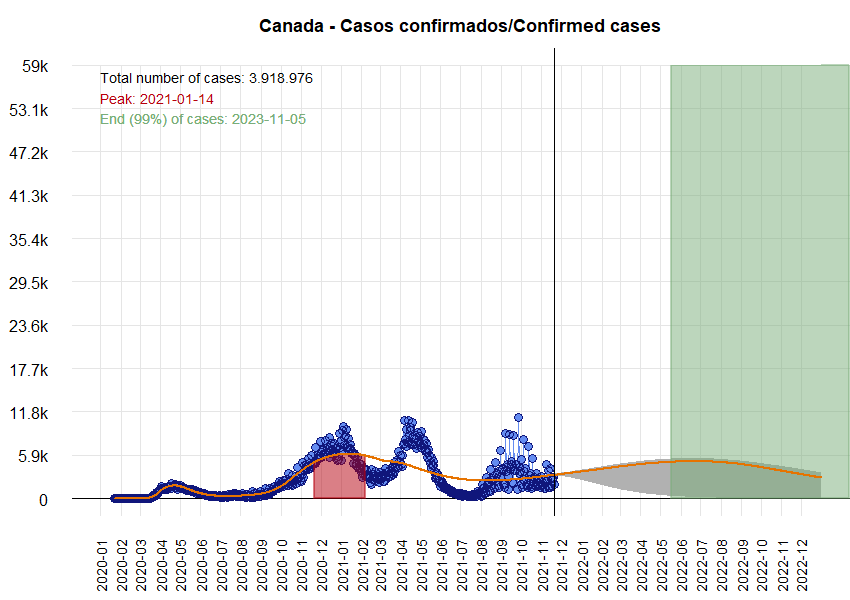 Canada - Casos confirmados/Confirmed cases
59k
Total number of cases: 3.918.976
Peak: 2021-01-14
End (99%) of cases: 2023-11-05
53.1k
47.2k
41.3k
35.4k
29.5k
23.6k
17.7k
11.8k
5.9k
0
2020-01
2020-02
2020-03
2020-04
2020-05
2020-06
2020-07
2020-08
2020-09
2020-10
2020-11
2020-12
2021-01
2021-02
2021-03
2021-04
2021-05
2021-06
2021-07
2021-08
2021-09
2021-10
2021-11
2021-12
2022-01
2022-02
2022-03
2022-04
2022-05
2022-06
2022-07
2022-08
2022-09
2022-10
2022-11
2022-12